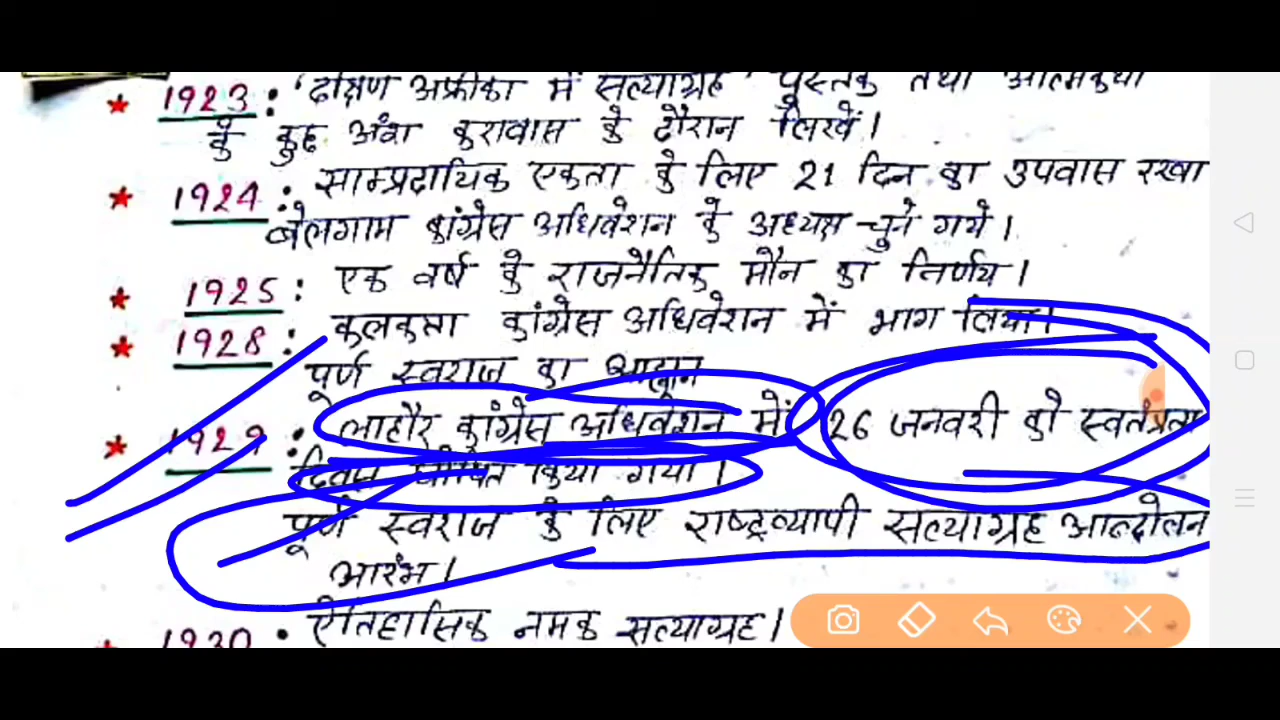 1923 : 'दक्षिण अफ्रीका में सत्याग्रह' पुस्तक तथा आत्मकथा
के कुछ अंश कारावास के दौरान लिखें।
1924 : साम्प्रदायिक एकता के लिए 21 दिन का उपवास रखा
बेलगाम कांग्रेस अधिवेशन के अध्यक्ष चुने गये।
1925 : एक वर्ष के राजनैतिक मौन का निर्णय।
1928 : कलकत्ता कांग्रेस अधिवेशन में भाग लिया।
पूर्ण स्वराज का आह्वान
1929 : लाहौर कांग्रेस अधिवेशन में 26 जनवरी को स्वतंत्रता
दिवस घोषित किया गया।
पूर्ण स्वराज के लिए राष्ट्रव्यापी सत्याग्रह आन्दोलन
आरंभ।
1930 : ऐतिहासिक नमक सत्याग्रह।